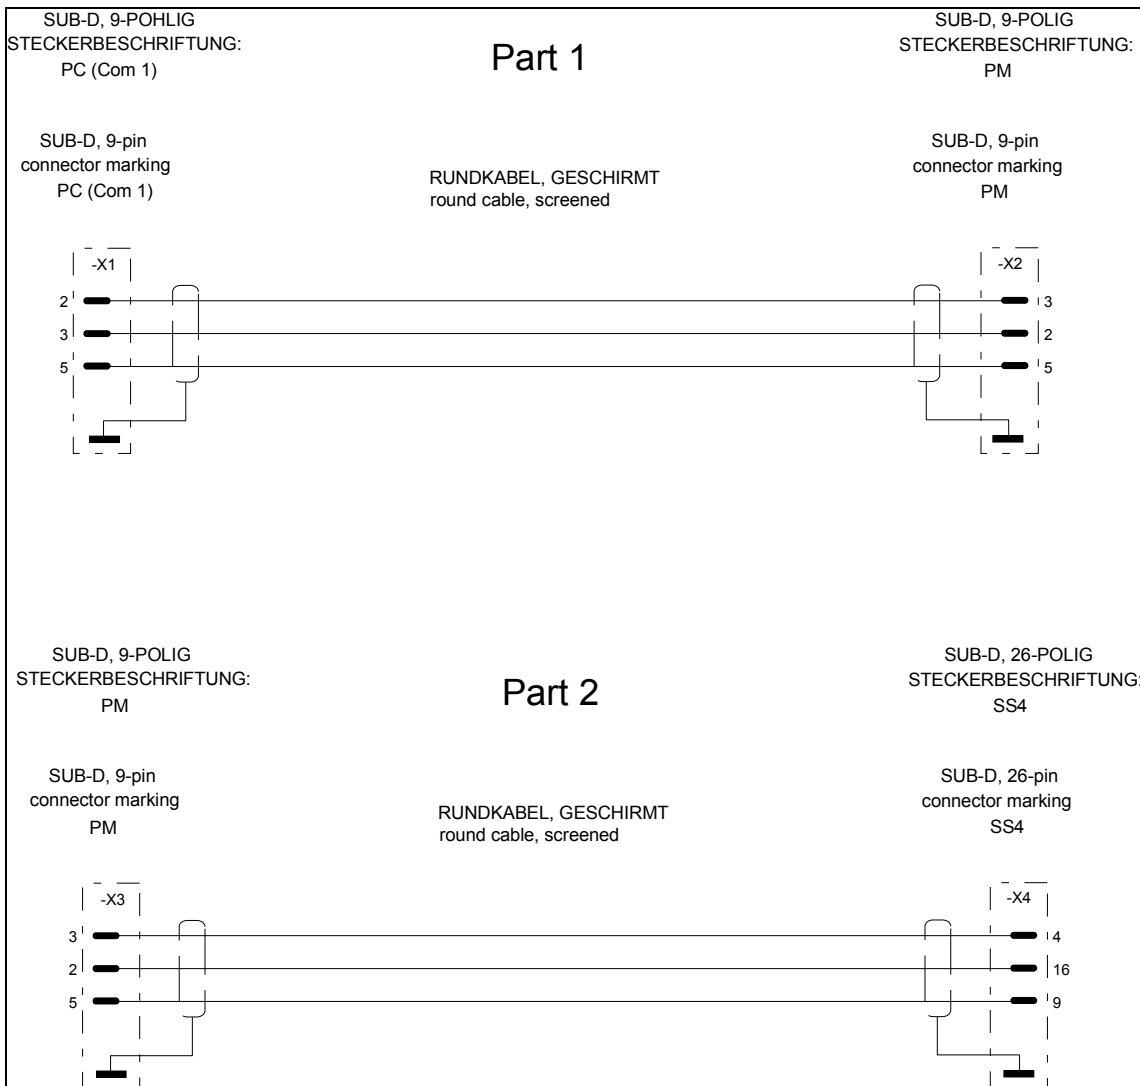 SUB-D, 9-POHLIG
STECKERBESCHRIFTUNG:
PC (Com 1)
Part 1
SUB-D, 9-POLIG
STECKERBESCHRIFTUNG:
PM
SUB-D, 9-pin
connector marking
PC (Com 1)
RUNDKABEL, GESCHIRMT
round cable, screened
SUB-D, 9-pin
connector marking
PM
-X1
-X2
2
3
3
2
5
5
SUB-D, 9-POLIG
STECKERBESCHRIFTUNG:
PM
Part 2
SUB-D, 26-POLIG
STECKERBESCHRIFTUNG:
SS4
SUB-D, 9-pin
connector marking
PM
RUNDKABEL, GESCHIRMT
round cable, screened
SUB-D, 26-pin
connector marking
SS4
-X3
-X4
3
4
2
16
5
9